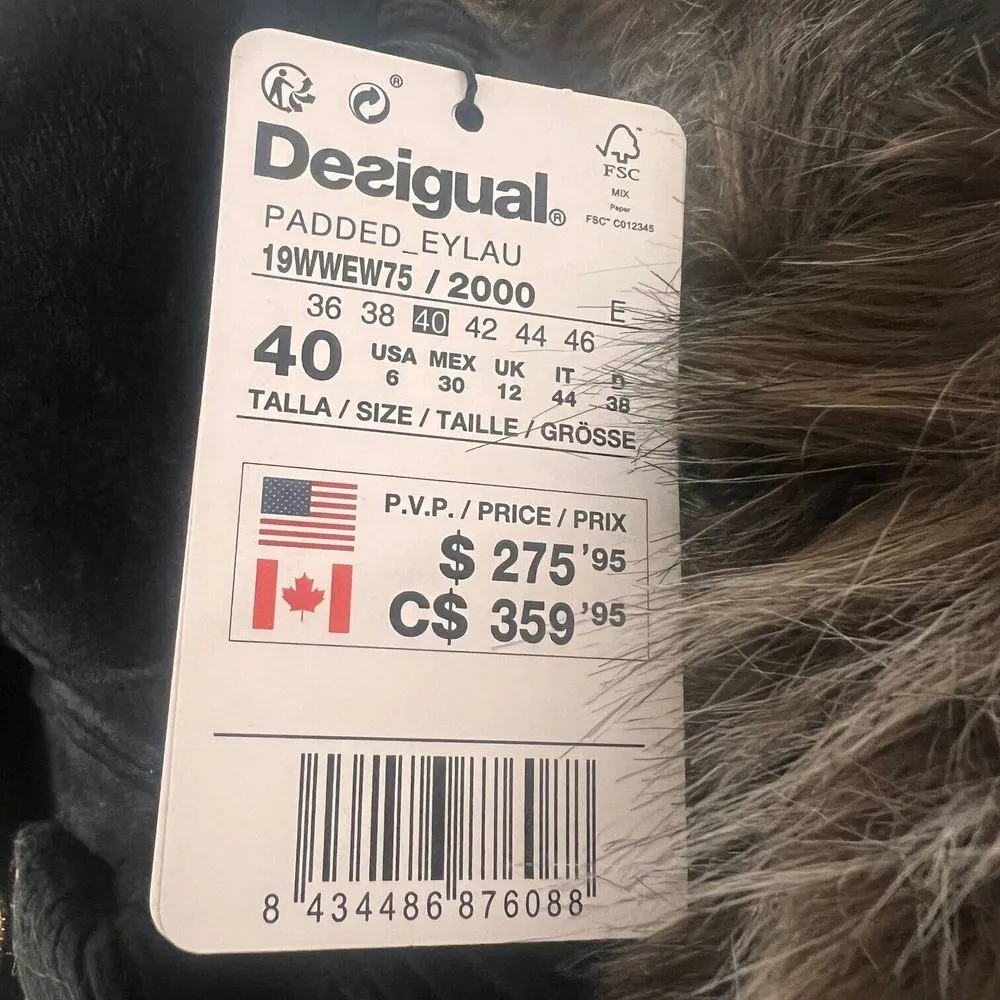 Desigual®
FSC™
MIX
Paper
FSC™ C012345
PADDED_EYLAU
19WWEW75 / 2000
E
36 38 40 42 44 46
40
USA MEX UK IT D
6 30 12 44 38
TALLA / SIZE / TAILLE / GRÖSSE
P.V.P. / PRICE / PRIX
$ 275'95
C$ 359'95
8 434486 876088